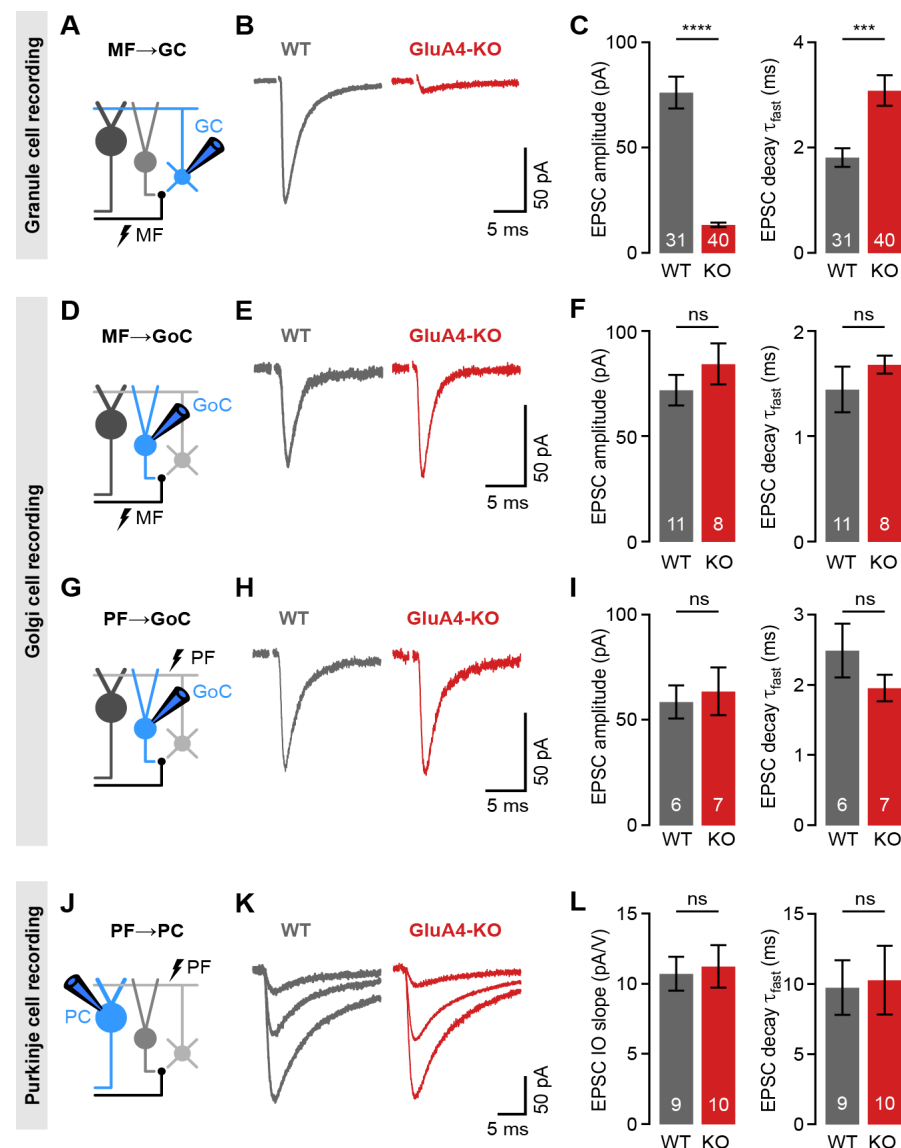 Granule cell recording
A
MF→GC
GC
MF
B
WT
GluA4-KO
50 pA
5 ms
C
EPSC amplitude (pA)
100
50
0
****
31
40
WT
KO
EPSC decay τfast (ms)
4
2
0
***
31
40
WT
KO
Golgi cell recording
D
MF→GoC
GoC
MF
E
WT
GluA4-KO
50 pA
5 ms
F
EPSC amplitude (pA)
100
50
0
ns
11
8
WT
KO
EPSC decay τfast (ms)
2
1
0
ns
11
8
WT
KO
G
PF→GoC
PF
GoC
H
WT
GluA4-KO
50 pA
5 ms
I
EPSC amplitude (pA)
100
50
0
ns
6
7
WT
KO
EPSC decay τfast (ms)
3
2
1
0
ns
6
7
WT
KO
Purkinje cell recording
J
PF→PC
PF
PC
K
WT
GluA4-KO
50 pA
5 ms
L
EPSC IO slope (pA/V)
15
10
5
0
ns
9
10
WT
KO
EPSC decay τfast (ms)
15
10
5
0
ns
9
10
WT
KO